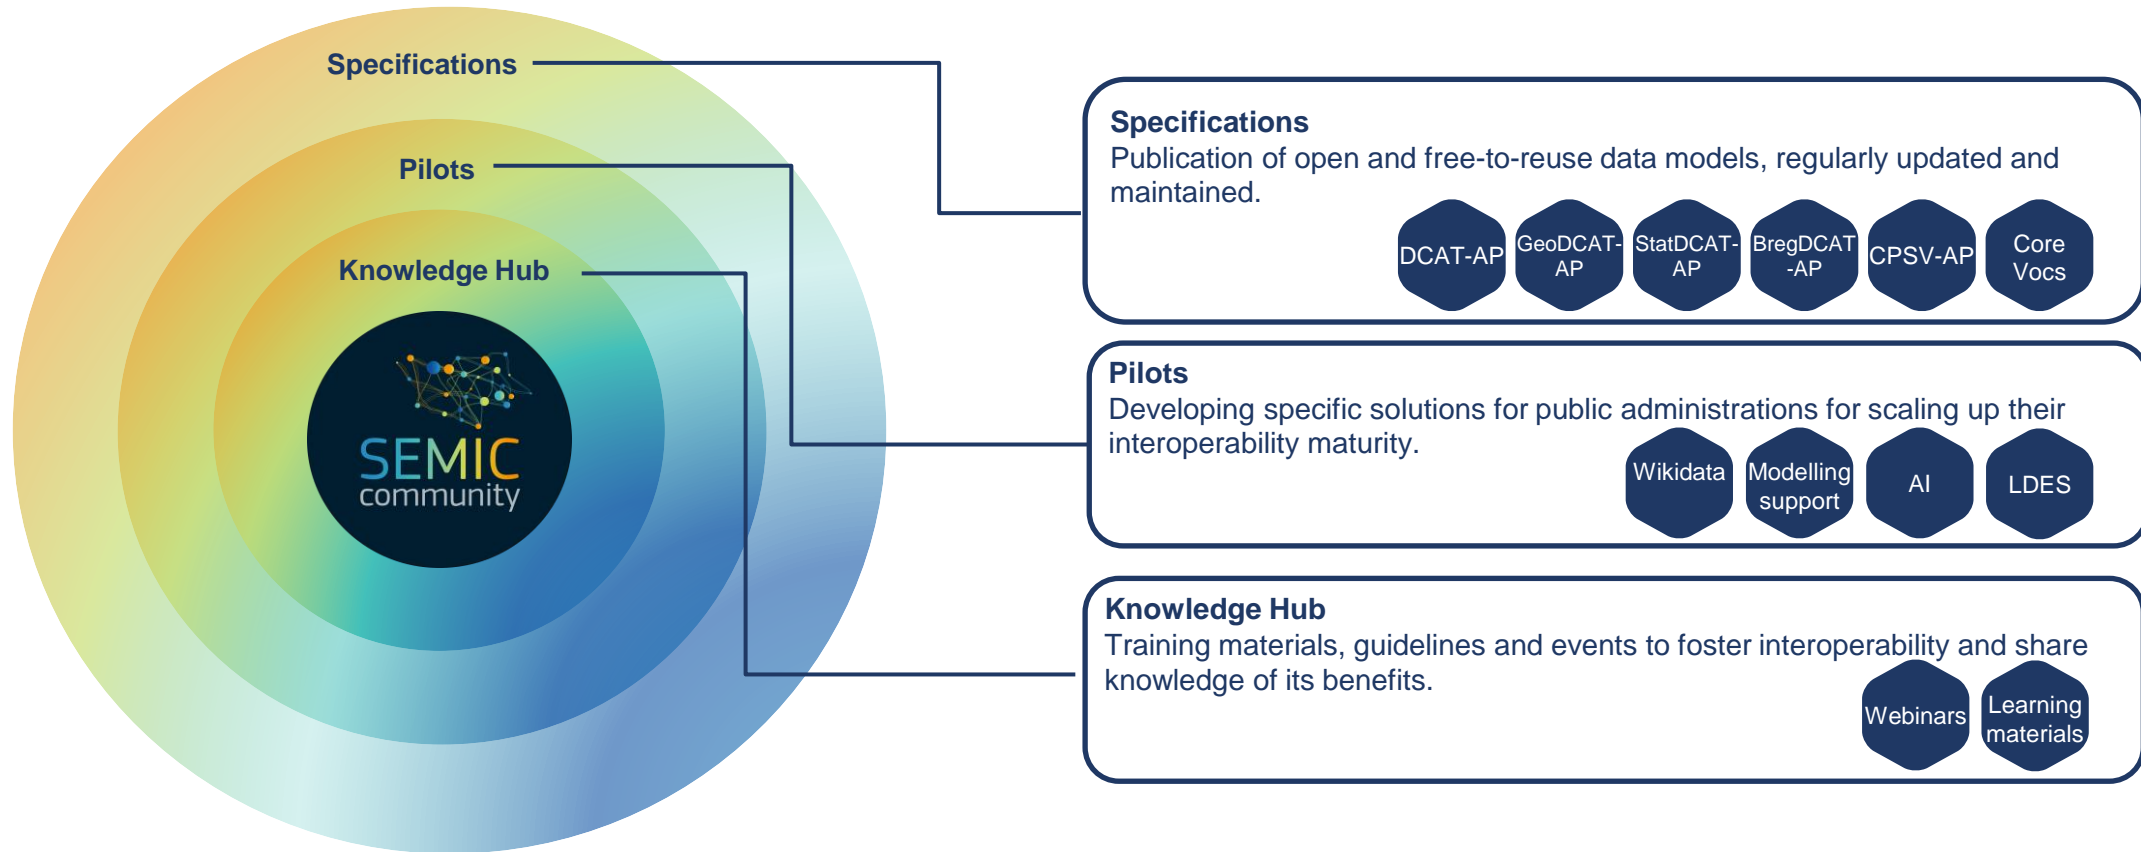 Specifications
Pilots
Knowledge Hub
SEMIC
community
Specifications
Publication of open and free-to-reuse data models, regularly updated and
maintained.
DCAT-AP
GeoDCAT-
AP
StatDCAT-
AP
BregDCAT
-AP
CPSV-AP
Core
Vocs
Pilots
Developing specific solutions for public administrations for scaling up their
interoperability maturity.
Wikidata
Modelling
support
AI
LDES
Knowledge Hub
Training materials, guidelines and events to foster interoperability and share
knowledge of its benefits.
Webinars
Learning
materials